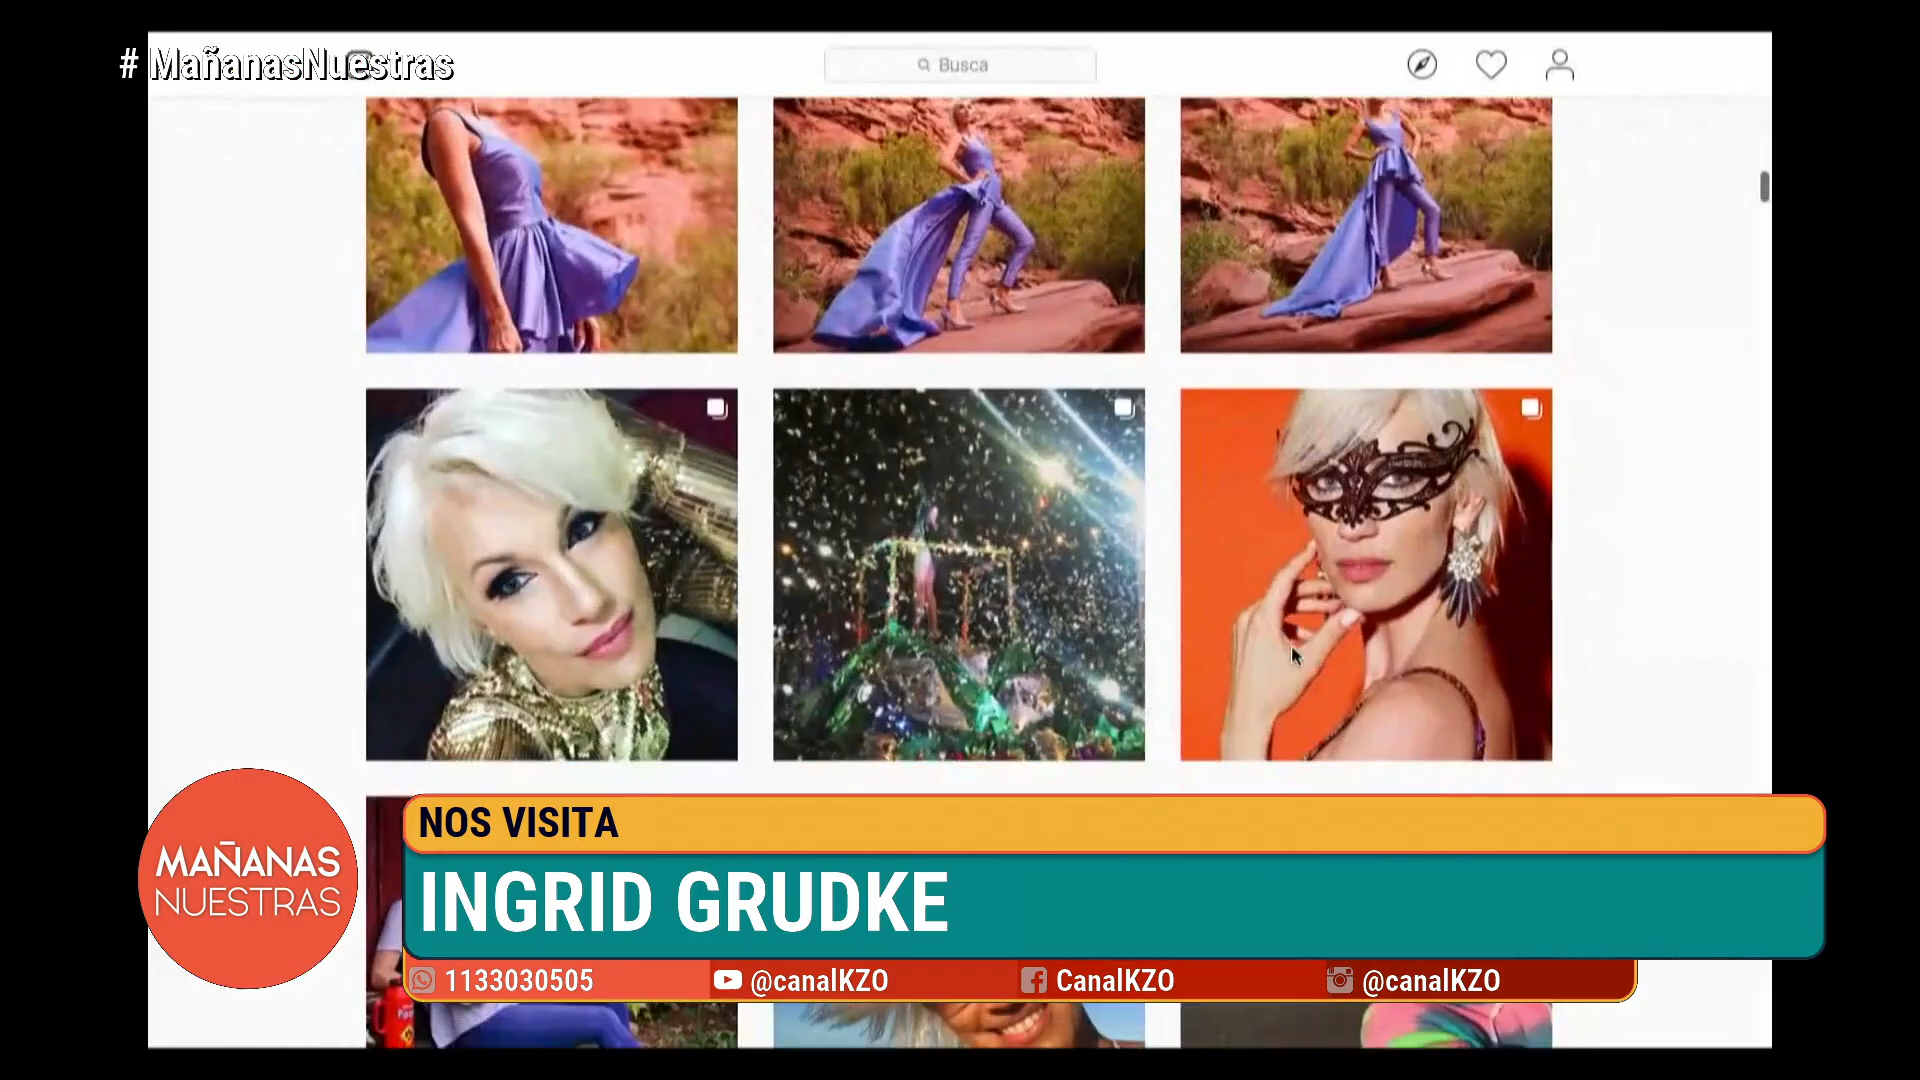 # MañanasNuestras
Busca
NOS VISITA
MAÑANAS
NUESTRAS
INGRID GRUDKE
1133030505
@canalKZO
CanalKZO
@canalKZO